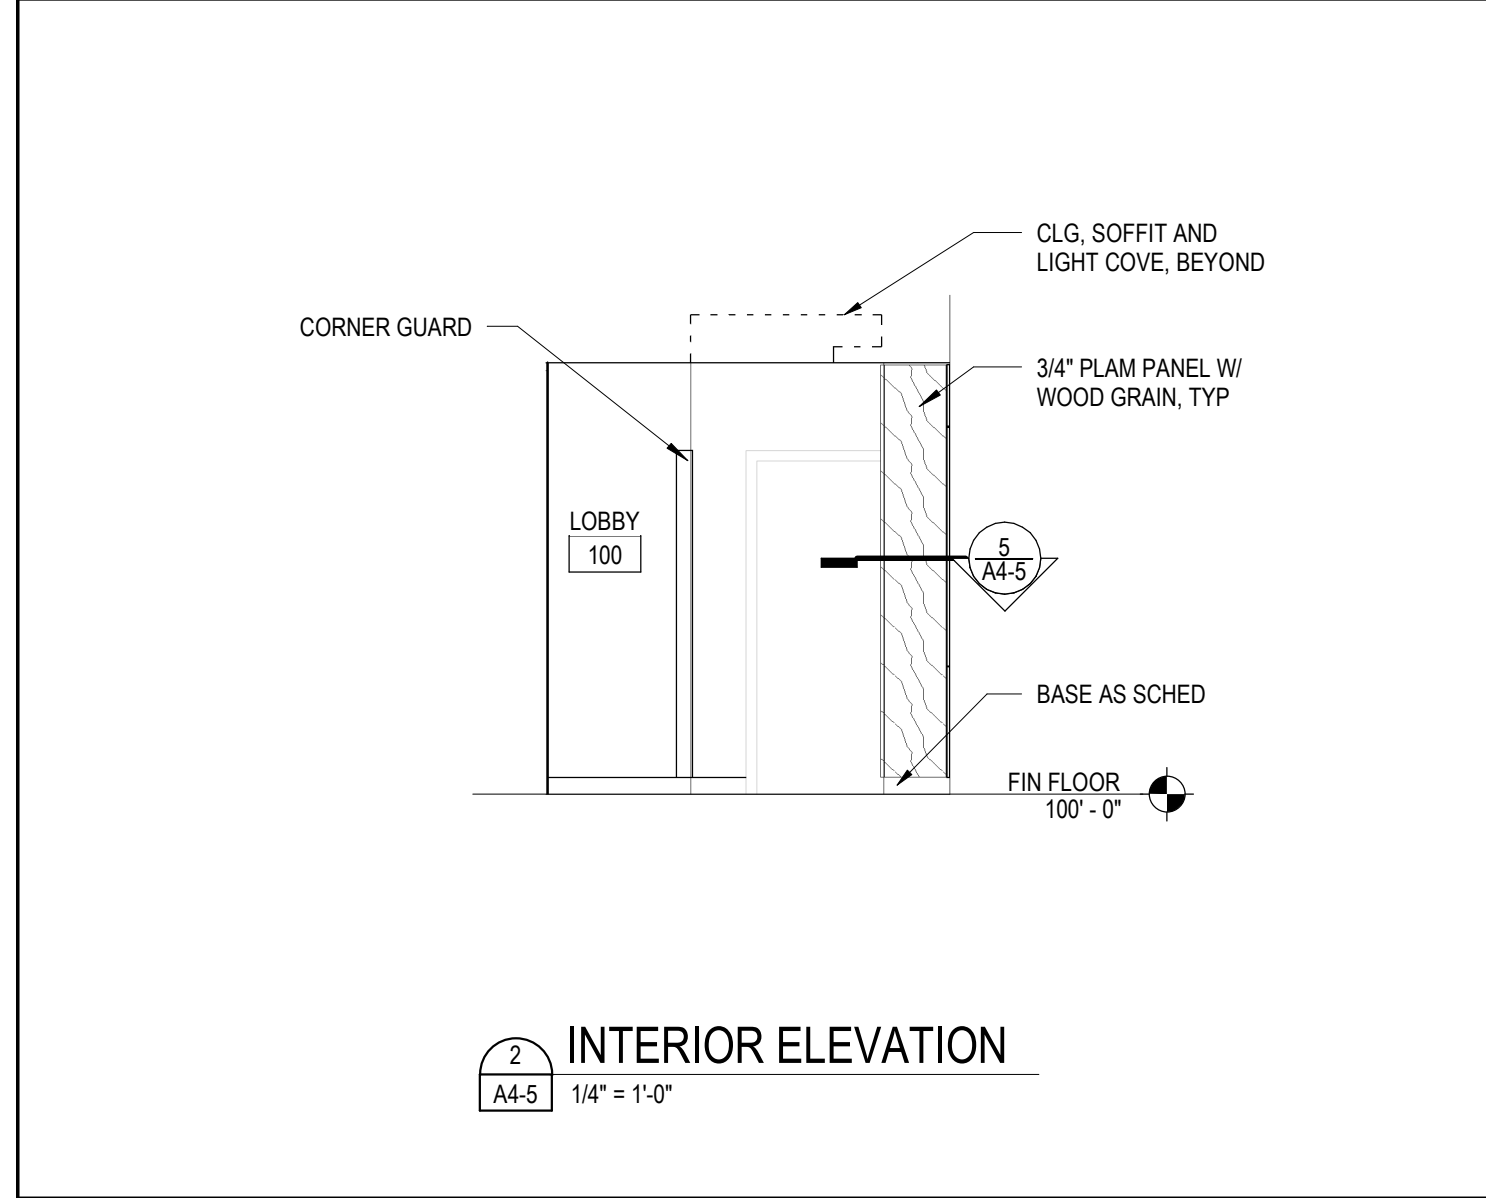 CLG, SOFFIT AND
LIGHT COVE, BEYOND
CORNER GUARD
3/4" PLAM PANEL W/
WOOD GRAIN, TYP
LOBBY
100
5
A4-5
BASE AS SCHED
FIN FLOOR
100' - 0"
2
INTERIOR ELEVATION
A4-5
1/4" = 1'-0"